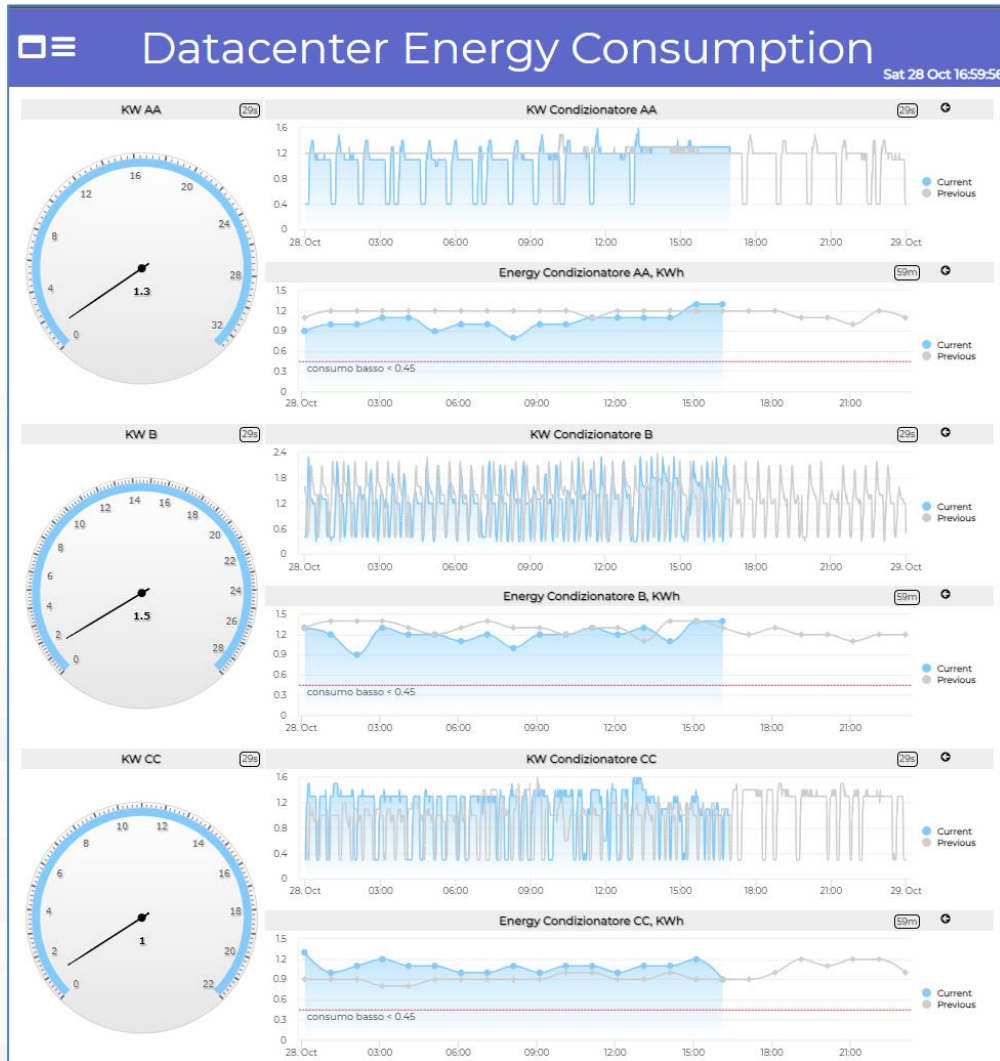 Datacenter Energy Consumption
Sat 28 Oct 16:59:56
KW AA 29s
0 4 8 12 16 20 24 28 32
1.3
KW Condizionatore AA 29s
1.6
1.2
0.8
0.4
0
28. Oct 03:00 06:00 09:00 12:00 15:00 18:00 21:00 29. Oct
Current
Previous
Energy Condizionatore AA, KWh 59m
1.5
1.2
0.9
0.6
0.3
0
consumo basso < 0.45
28. Oct 03:00 06:00 09:00 12:00 15:00 18:00 21:00
Current
Previous
KW B 29s
0 2 4 6 8 10 12 14 16 18 20 22 24 26 28
1.5
KW Condizionatore B 29s
2.4
1.8
1.2
0.6
0
28. Oct 03:00 06:00 09:00 12:00 15:00 18:00 21:00 29. Oct
Current
Previous
Energy Condizionatore B, KWh 59m
1.5
1.2
0.9
0.6
0.3
0
consumo basso < 0.45
28. Oct 03:00 06:00 09:00 12:00 15:00 18:00 21:00
Current
Previous
KW CC 29s
0 2 4 6 8 10 12 14 16 18 20 22
1
KW Condizionatore CC 29s
1.6
1.2
0.8
0.4
0
28. Oct 03:00 06:00 09:00 12:00 15:00 18:00 21:00 29. Oct
Current
Previous
Energy Condizionatore CC, KWh 59m
1.5
1.2
0.9
0.6
0.3
0
consumo basso < 0.45
28. Oct 03:00 06:00 09:00 12:00 15:00 18:00 21:00
Current
Previous